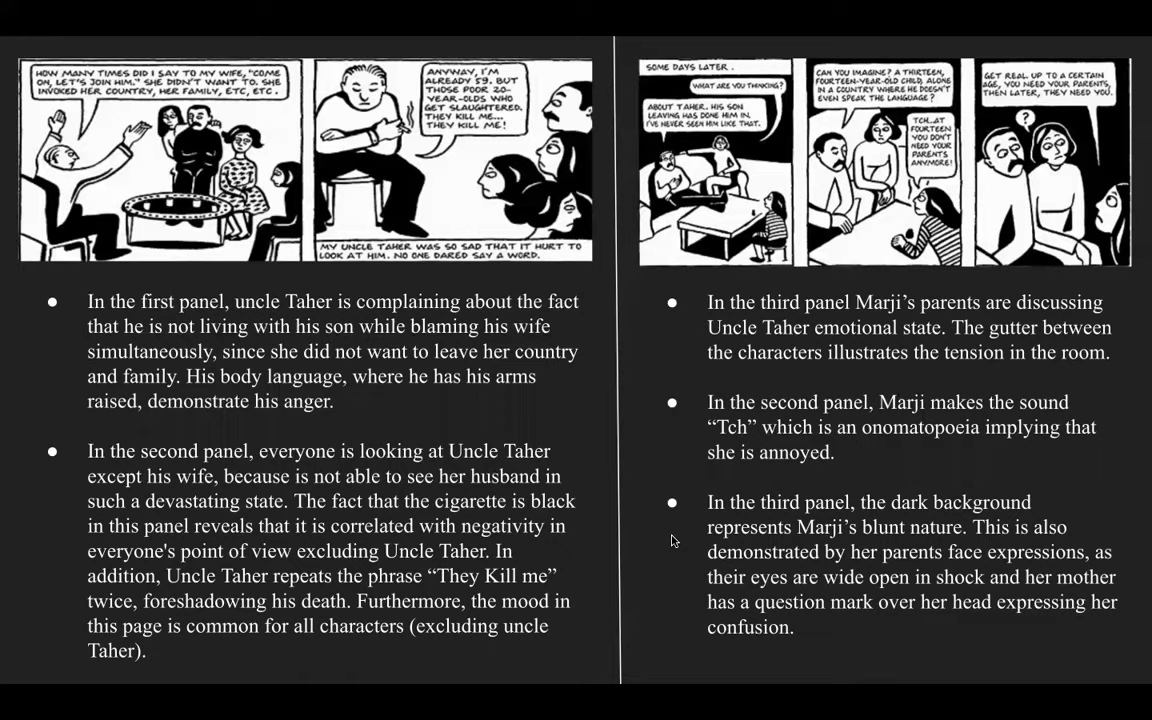 HOW MANY TIMES DID I SAY TO MY WIFE, "COME
ON, LET'S JOIN HIM." SHE DIDN'T WANT TO. SHE
INVOKED HER COUNTRY, HER FAMILY, ETC, ETC.
ANYWAY, I'M
ALREADY 59. BUT
THOSE POOR 20-
YEAR-OLDS WHO
GET SLAUGHTERED.
THEY KILL ME...
THEY KILL ME!
MY UNCLE TAHER WAS SO SAD THAT IT HURT TO
LOOK AT HIM. NO ONE DARED SAY A WORD.
In the first panel, uncle Taher is complaining about the fact
that he is not living with his son while blaming his wife
simultaneously, since she did not want to leave her country
and family. His body language, where he has his arms
raised, demonstrate his anger.
In the second panel, everyone is looking at Uncle Taher
except his wife, because is not able to see her husband in
such a devastating state. The fact that the cigarette is black
in this panel reveals that it is correlated with negativity in
everyone's point of view excluding Uncle Taher. In
addition, Uncle Taher repeats the phrase “They Kill me”
twice, foreshadowing his death. Furthermore, the mood in
this page is common for all characters (excluding uncle
Taher).
SOME DAYS LATER.
WHAT ARE YOU THINKING?
ABOUT TAHER. HIS SON
LEAVING HAS DONE HIM IN.
I'VE NEVER SEEN HIM LIKE THAT.
CAN YOU IMAGINE? A THIRTEEN,
FOURTEEN-YEAR-OLD CHILD, ALONE
IN A COUNTRY WHERE HE DOESN'T
EVEN SPEAK THE LANGUAGE?
TCH...AT
FOURTEEN
YOU DON'T
NEED YOUR
PARENTS
ANYMORE!
GET REAL. UP TO A CERTAIN
AGE, YOU NEED YOUR PARENTS,
THEN LATER, THEY NEED YOU.
?
In the third panel Marji’s parents are discussing
Uncle Taher emotional state. The gutter between
the characters illustrates the tension in the room.
In the second panel, Marji makes the sound
“Tch” which is an onomatopoeia implying that
she is annoyed.
In the third panel, the dark background
represents Marji’s blunt nature. This is also
demonstrated by her parents face expressions, as
their eyes are wide open in shock and her mother
has a question mark over her head expressing her
confusion.